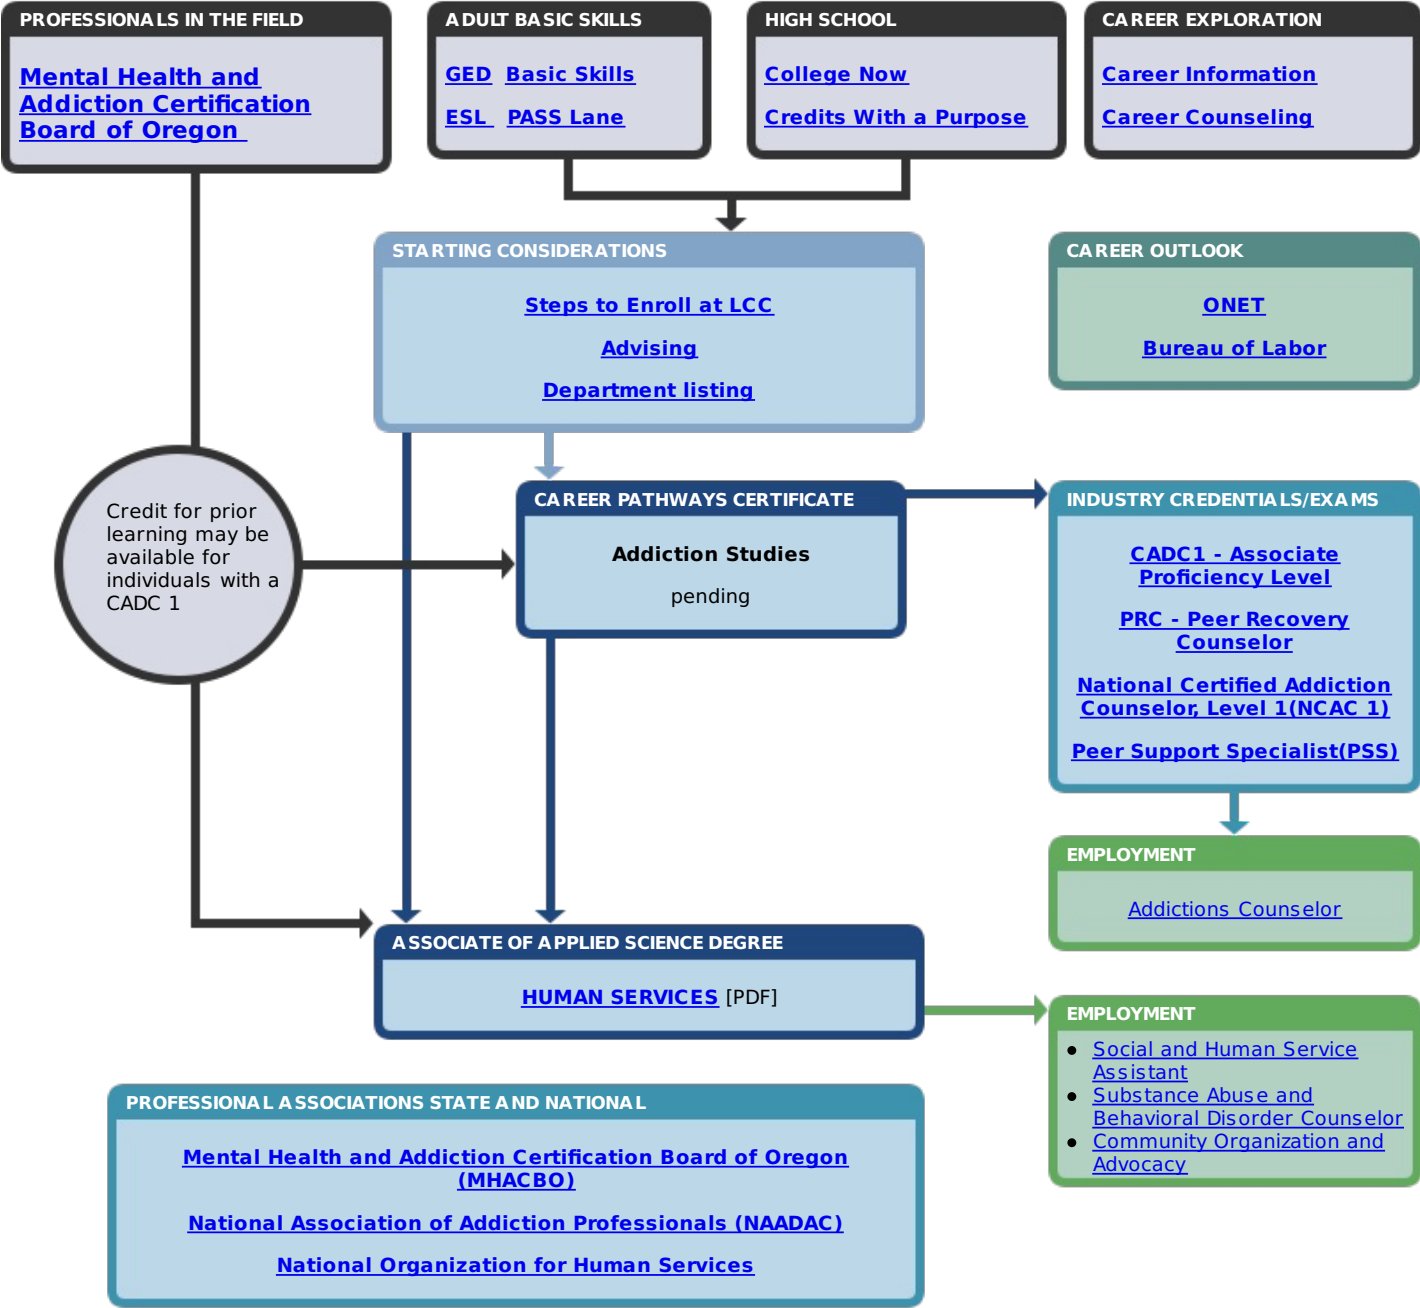 PROFESSIONALS IN THE FIELD
Mental Health and
Addiction Certification
Board of Oregon
ADULT BASIC SKILLS
GED Basic Skills
ESL PASS Lane
HIGH SCHOOL
College Now
Credits With a Purpose
CAREER EXPLORATION
Career Information
Career Counseling
STARTING CONSIDERATIONS
Steps to Enroll at LCC
Advising
Department listing
CAREER OUTLOOK
ONET
Bureau of Labor
Credit for prior
learning may be
available for
individuals with a
CADC 1
CAREER PATHWAYS CERTIFICATE
Addiction Studies
pending
INDUSTRY CREDENTIALS/EXAMS
CADC1 - Associate
Proficiency Level
PRC - Peer Recovery
Counselor
National Certified Addiction
Counselor, Level 1(NCAC 1)
Peer Support Specialist(PSS)
EMPLOYMENT
Addictions Counselor
ASSOCIATE OF APPLIED SCIENCE DEGREE
HUMAN SERVICES [PDF]
EMPLOYMENT
• Social and Human Service
Assistant
• Substance Abuse and
Behavioral Disorder Counselor
• Community Organization and
Advocacy
PROFESSIONAL ASSOCIATIONS STATE AND NATIONAL
Mental Health and Addiction Certification Board of Oregon
(MHACBO)
National Association of Addiction Professionals (NAADAC)
National Organization for Human Services